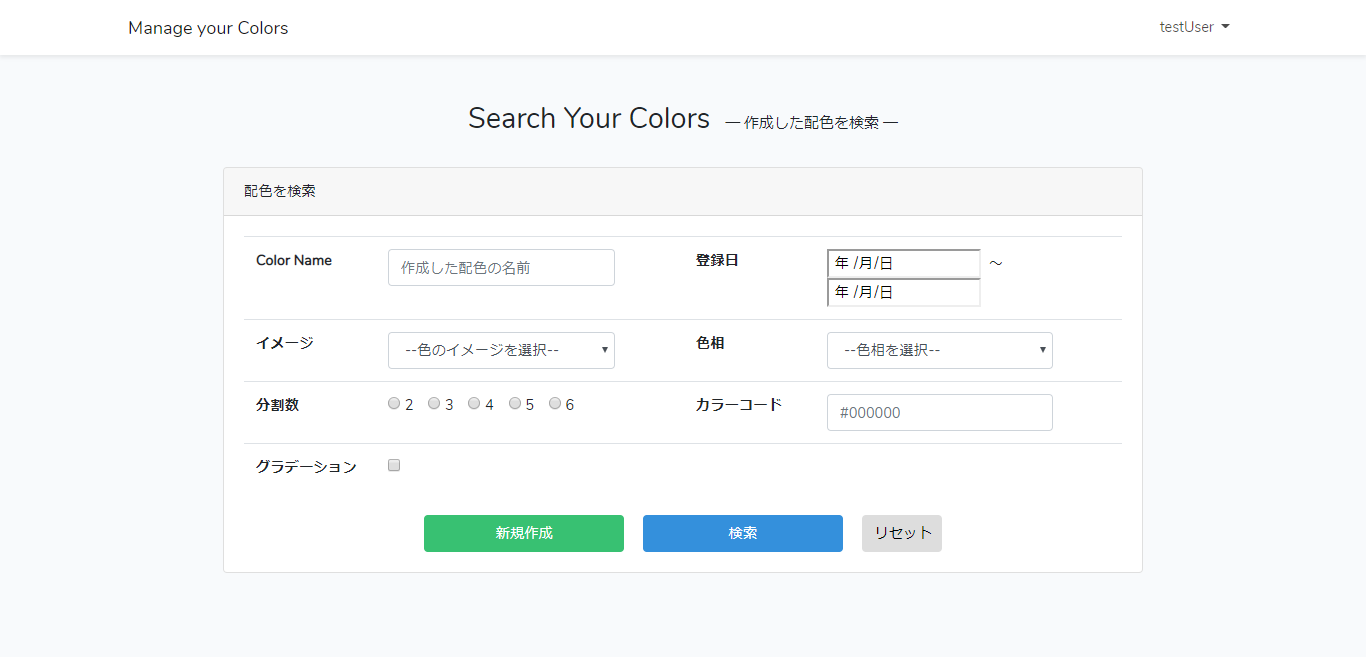 Manage your Colors
testUser
Search Your Colors ― 作成した配色を検索 ―
配色を検索
Color Name
作成した配色の名前
登録日
年 /月/日 ～
年 /月/日
イメージ
--色のイメージを選択--
色相
--色相を選択--
分割数
2 3 4 5 6
カラーコード
#000000
グラデーション
新規作成
検索
リセット